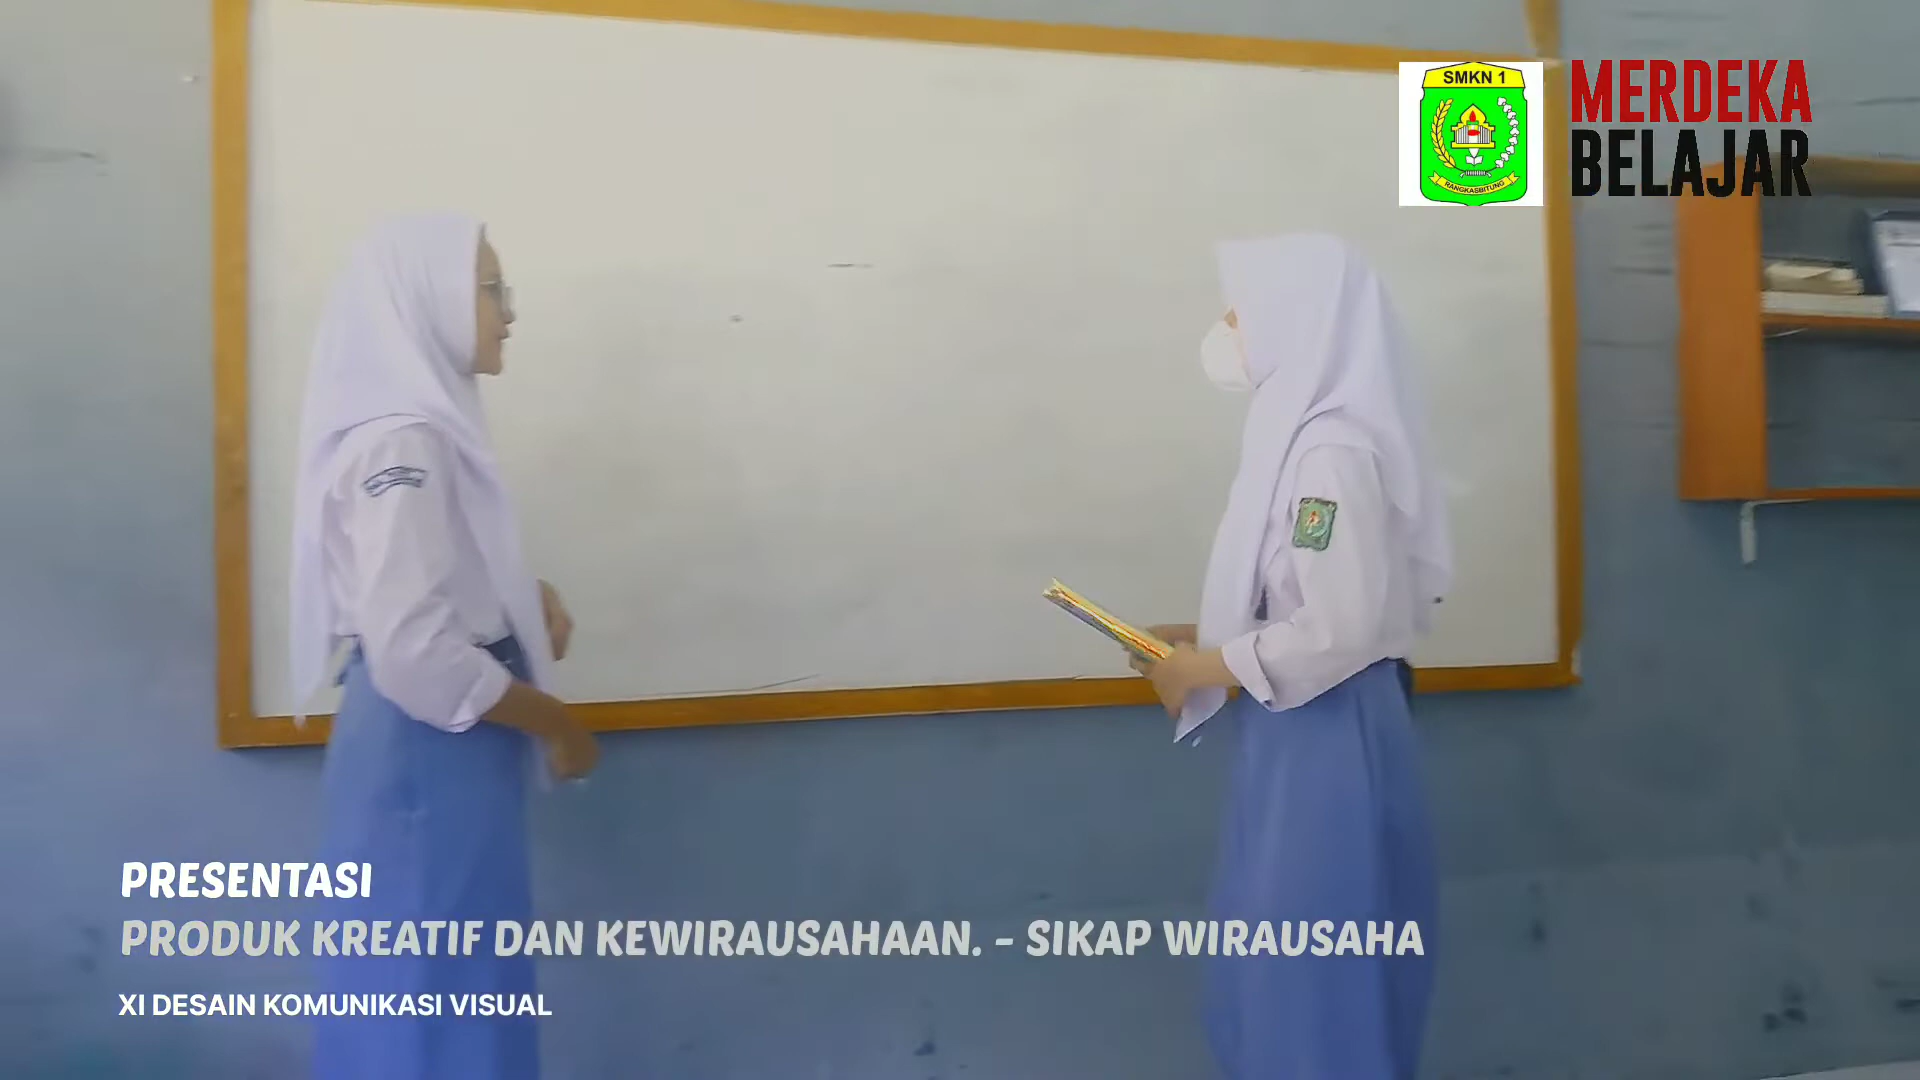 SMKN 1
RANGKASBITUNG
MERDEKA
BELAJAR
PRESENTASI
PRODUK KREATIF DAN KEWIRAUSAHAAN. - SIKAP WIRAUSAHA
XI DESAIN KOMUNIKASI VISUAL